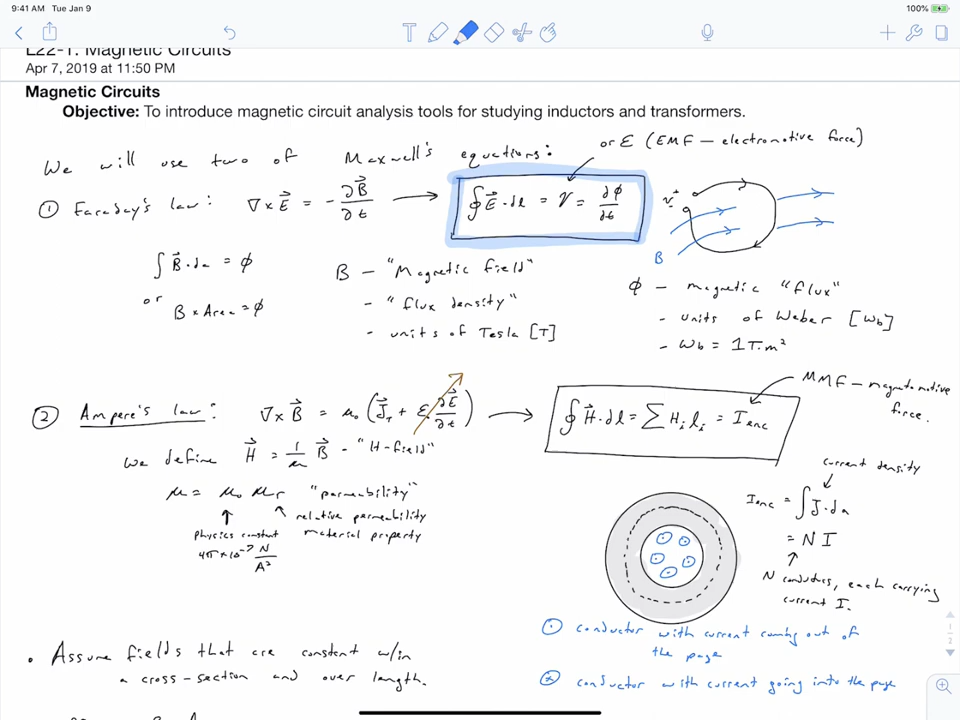 9:41 AM Tue Jan 9
100%
L22-1: Magnetic Circuits
Apr 7, 2019 at 11:50 PM
Magnetic Circuits
Objective: To introduce magnetic circuit analysis tools for studying inductors and transformers.
We will use two of Maxwell's equations:
or ℰ (EMF – electromotive force)
① Faraday's law: ∇×E⃗ = -∂B⃗/∂t → ∮E⃗·dl = V = ∂ϕ/∂t
B
∫B⃗·da = ϕ
or
B × Area = ϕ
B – "Magnetic field"
- "flux density"
- units of Tesla [T]
ϕ – magnetic "flux"
- units of Weber [Wb]
- Wb = 1T·m²
② Ampere's law: ∇×B⃗ = μ₀(J⃗ + ε ∂E⃗/∂t) → ∮H⃗·dl = ∑Hᵢlᵢ = Ienc
MMF – magnetomotive force.
We define H⃗ = 1/μ B⃗ - "H-field"
μ = μ₀ μr "permeability"
relative permeability
material property
physics constant
4π×10⁻⁷ N/A²
current density
Ienc = ∫J⃗·da
= N I
N conductors, each carrying
current I.
⊙ conductor with current coming out of
the page
⊗ conductor with current going into the page
• Assume fields that are constant w/in
a cross-section and over length.
1
2